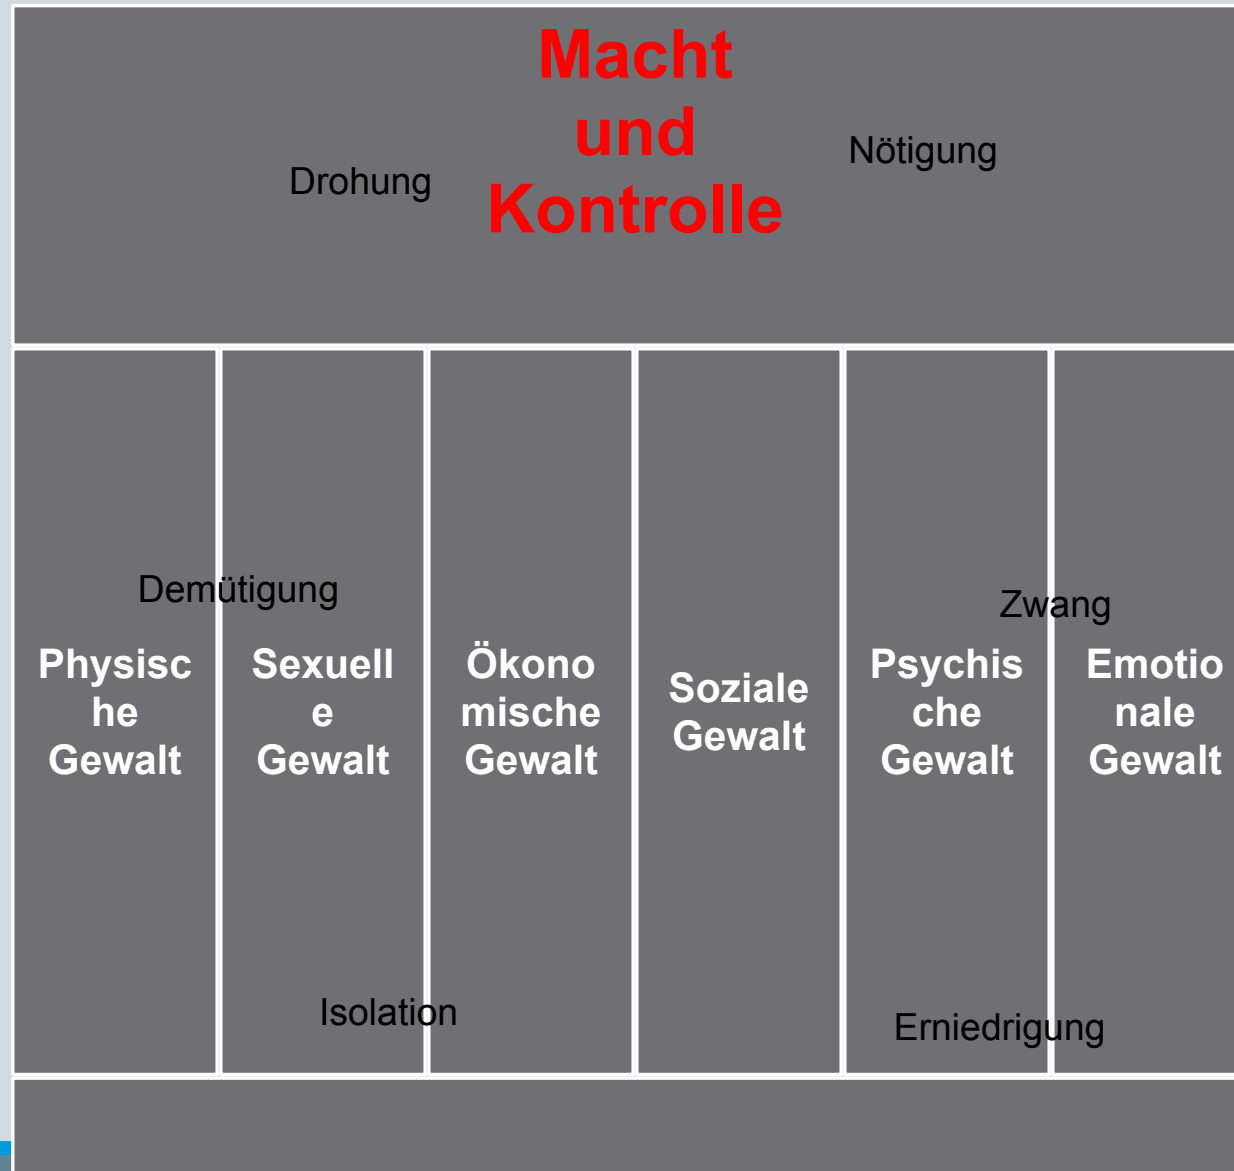 Macht
und
Kontrolle
Drohung
Nötigung
Demütigung
Zwang
Physisc
he
Gewalt
Sexuell
e
Gewalt
Ökono
mische
Gewalt
Soziale
Gewalt
Psychis
che
Gewalt
Emotio
nale
Gewalt
Isolation
Erniedrigung